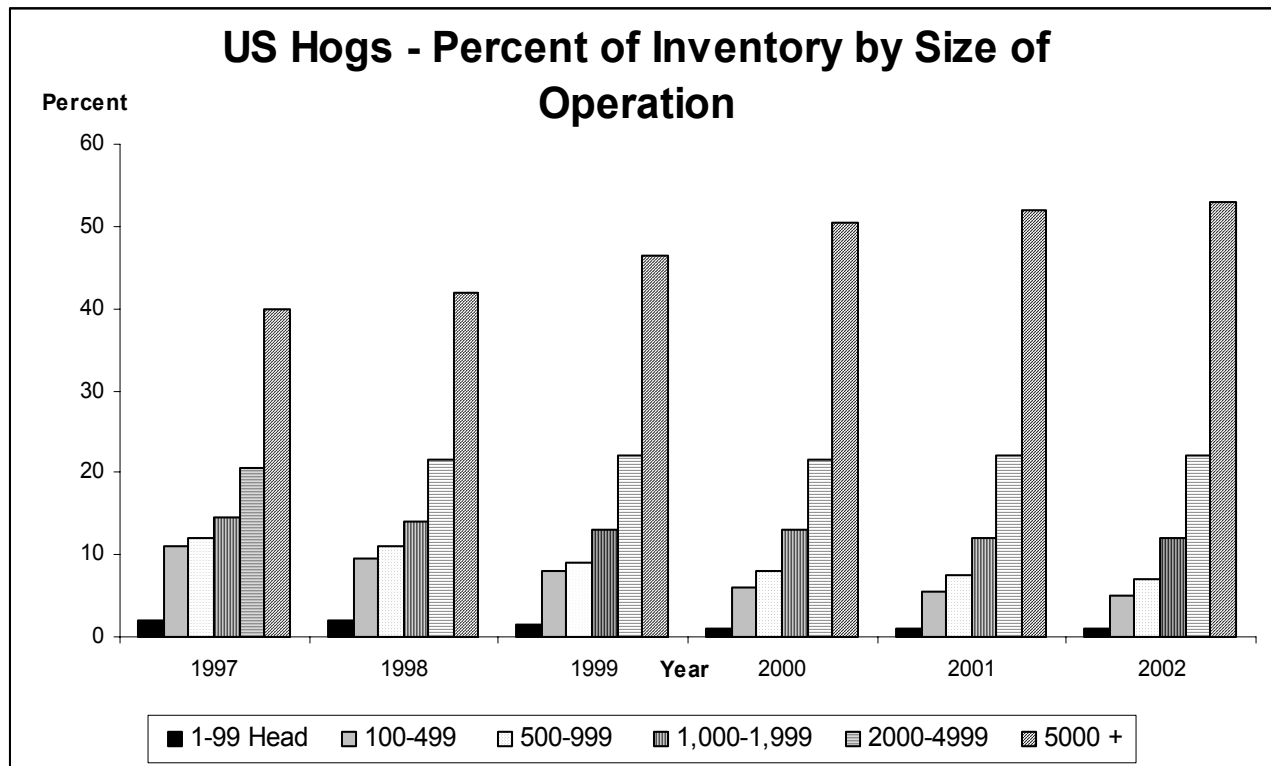 US Hogs - Percent of Inventory by Size of
Operation
Percent
60
50
40
30
20
10
0
1997 1998 1999 Year 2000 2001 2002
1-99 Head 100-499 500-999 1,000-1,999 2000-4999 5000 +